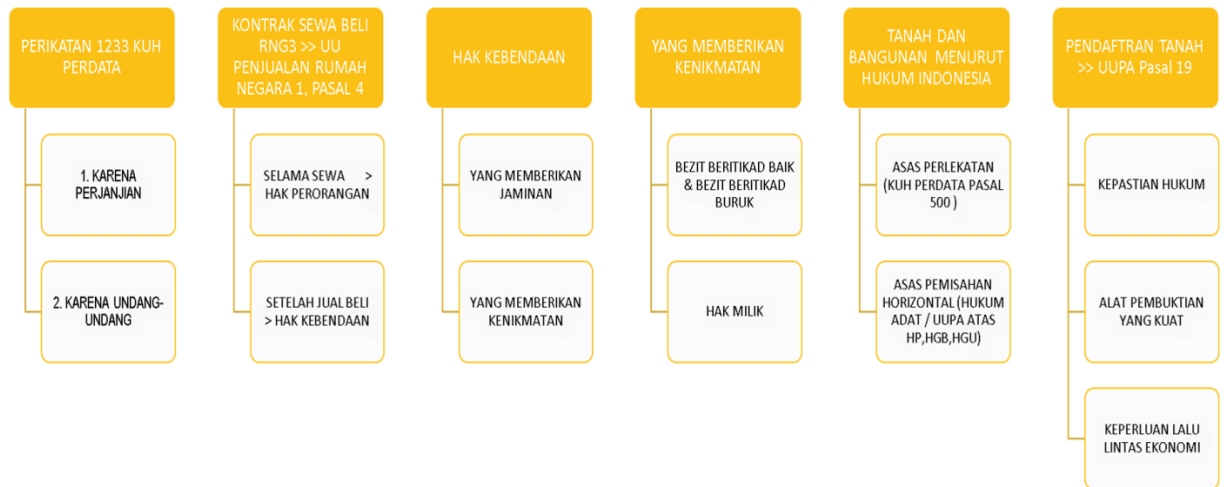 PERIKATAN 1233 KUH
PERDATA
1. KARENA
PERJANJIAN
2. KARENA UNDANG-
UNDANG
KONTRAK SEWA BELI
RNG3 >> UU
PENJUALAN RUMAH
NEGARA 1, PASAL 4
SELAMA SEWA >
HAK PERORANGAN
SETELAH JUAL BELI
> HAK KEBENDAAN
HAK KEBENDAAN
YANG MEMBERIKAN
JAMINAN
YANG MEMBERIKAN
KENIKMATAN
YANG MEMBERIKAN
KENIKMATAN
BEZIT BERITIKAD BAIK
& BEZIT BERITIKAD
BURUK
HAK MILIK
TANAH DAN
BANGUNAN MENURUT
HUKUM INDONESIA
ASAS PERLEKATAN
(KUH PERDATA PASAL
500 )
ASAS PEMISAHAN
HORIZONTAL (HUKUM
ADAT / UUPA ATAS
HP,HGB,HGU)
PENDAFTRAN TANAH
>> UUPA Pasal 19
KEPASTIAN HUKUM
ALAT PEMBUKTIAN
YANG KUAT
KEPERLUAN LALU
LINTAS EKONOMI